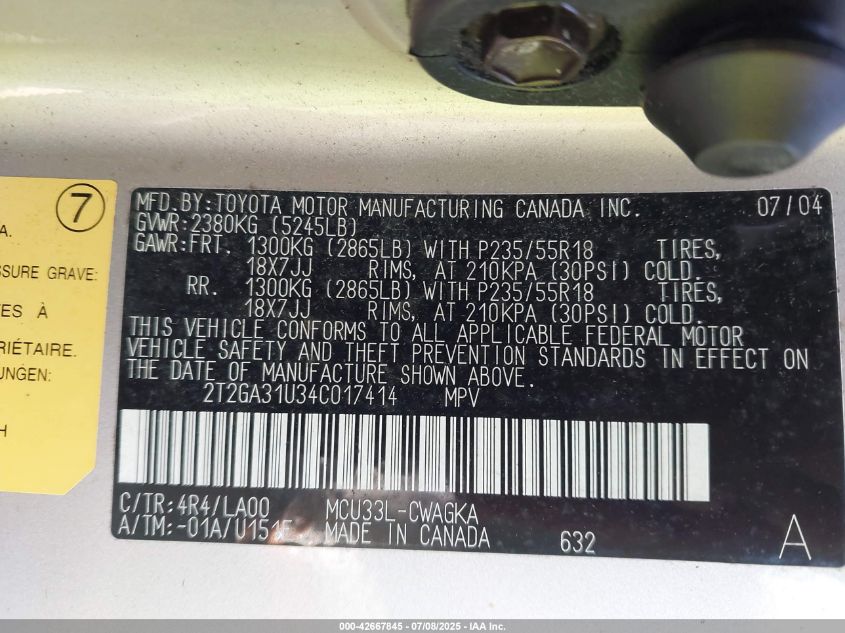 7
A.
SSURE GRAVE:
ES À
RIÉTAIRE.
UNGEN:
H
MFD.BY:TOYOTA MOTOR MANUFACTURING CANADA INC. 07/04
GVWR:2380KG (5245LB)
GAWR:FRT. 1300KG (2865LB) WITH P235/55R18 TIRES,
18X7JJ RIMS, AT 210KPA (30PSI) COLD.
RR. 1300KG (2865LB) WITH P235/55R18 TIRES,
18X7JJ RIMS, AT 210KPA (30PSI) COLD.
THIS VEHICLE CONFORMS TO ALL APPLICABLE FEDERAL MOTOR
VEHICLE SAFETY AND THEFT PREVENTION STANDARDS IN EFFECT ON
THE DATE OF MANUFACTURE SHOWN ABOVE.
2T2GA31U34C017414 MPV
C/TR:4R4/LA00 MCU33L-CWAGKA
A/TM:-01A/U151F MADE IN CANADA 632 A
000-42667845 - 07/08/2025 - IAA Inc.